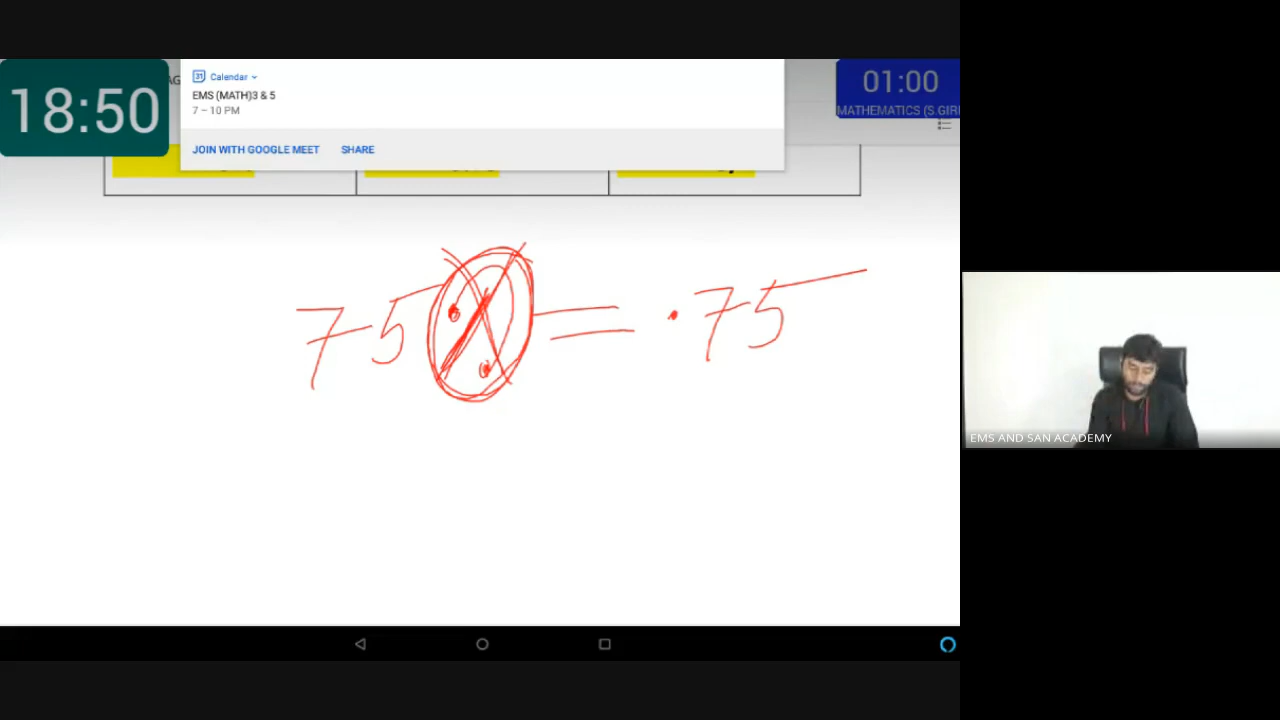 18:50
Calendar
EMS (MATH)3 & 5
7 – 10 PM
JOIN WITH GOOGLE MEET SHARE
01:00
MATHEMATICS (S.GIRI
75% = .75
EMS AND SAN ACADEMY